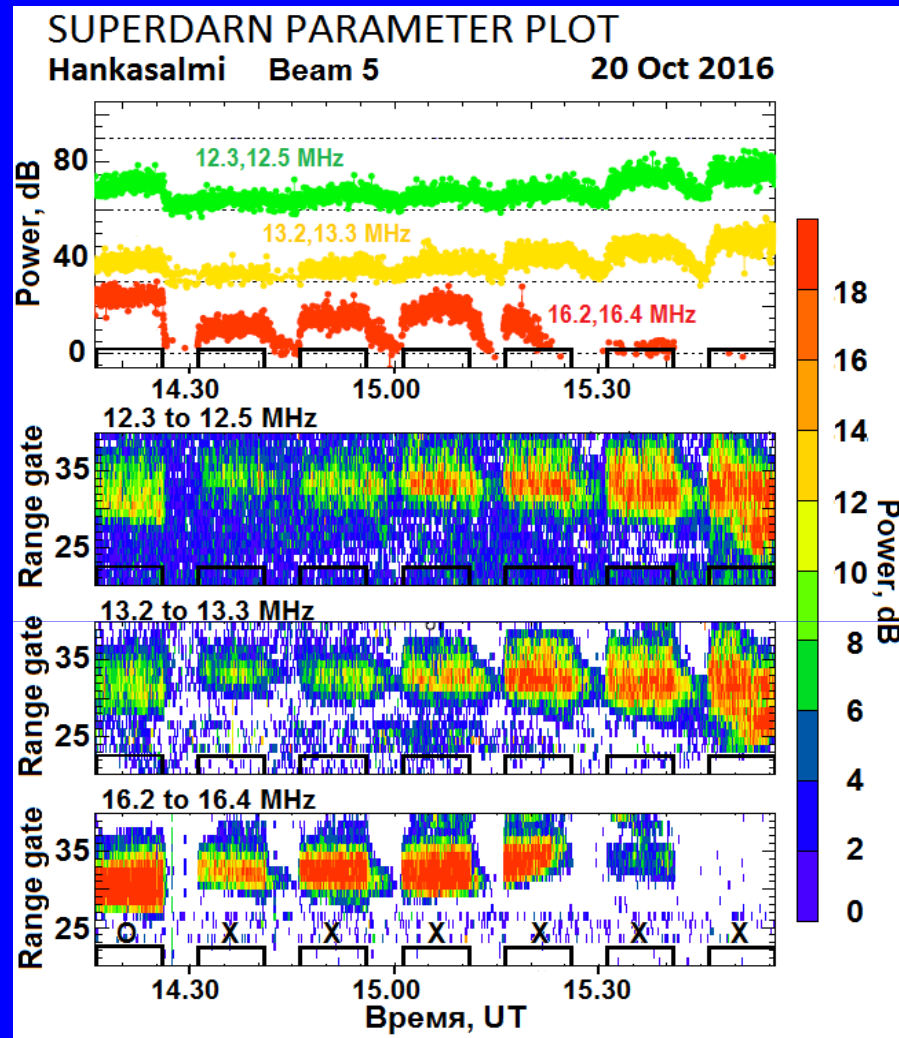 SUPERDARN PARAMETER PLOT
Hankasalmi Beam 5 20 Oct 2016
Power, dB
80
40
0
12.3,12.5 MHz
13.2,13.3 MHz
16.2,16.4 MHz
14.30 15.00 15.30
12.3 to 12.5 MHz
Range gate
35
25
13.2 to 13.3 MHz
Range gate
35
25
16.2 to 16.4 MHz
Range gate
35
25
O X X X X X X
14.30 15.00 15.30
Время, UT
18
16
14
12
10
8
6
4
2
0
Power, dB